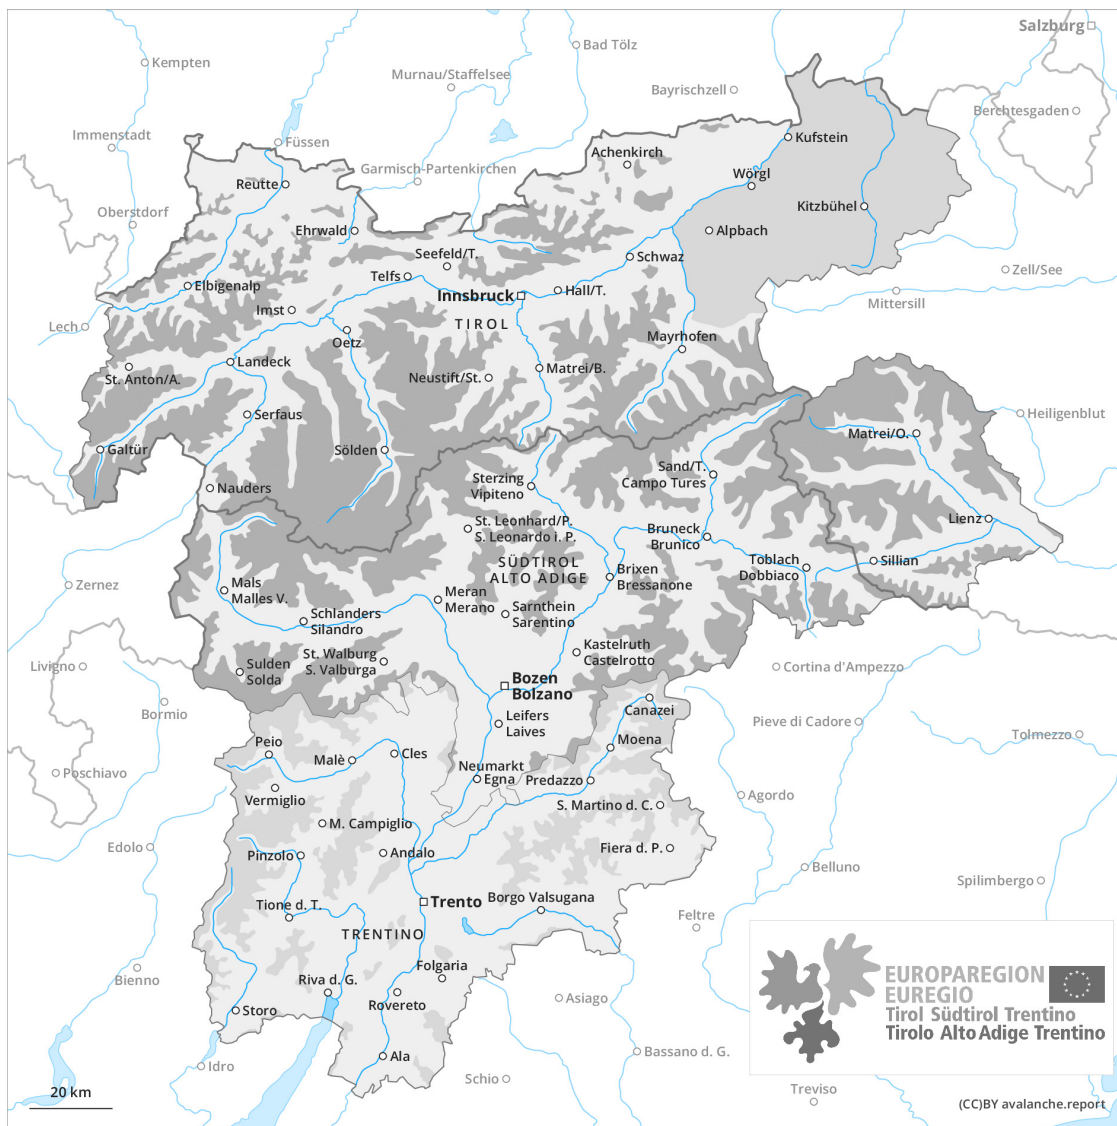 Salzburg
Bad Tölz
Kempten
Murnau/Staffelsee
Bayrischzell
Berchtesgaden
Immenstadt
Füssen
Kufstein
Achenkirch
Garmisch-Partenkirchen
Wörgl
Reutte
Kitzbühel
Oberstdorf
Ehrwald
Alpbach
Seefeld/T.
Schwaz
Zell/See
Telfs
Elbigenalp
Hall/T.
Innsbruck
Mittersill
Imst
TIROL
Lech
Oetz
Mayrhofen
Landeck
St. Anton/A.
Neustift/St.
Matrei/B.
Serfaus
Heiligenblut
Matrei/O.
Galtür
Sölden
Sterzing
Vipiteno
Sand/T.
Campo Tures
Nauders
Lienz
St. Leonhard/P.
S. Leonardo i. P.
Bruneck
Brunico
SÜDTIROL
ALTO ADIGE
Toblach
Dobbiaco
Sillian
Brixen
Bressanone
Zernez
Mals
Malles V.
Meran
Merano
Sarnthein
Sarentino
Schlanders
Silandro
Kastelruth
Castelrotto
St. Walburg
S. Valburga
Livigno
Sulden
Solda
Cortina d'Ampezzo
Bozen
Bolzano
Bormio
Canazei
Leifers
Laives
Pieve di Cadore
Tolmezzo
Moena
Peio
Malè
Cles
Poschiavo
Neumarkt
Egna
Predazzo
Vermiglio
Agordo
S. Martino d. C.
M. Campiglio
Edolo
Pinzolo
Andalo
Fiera d. P.
Belluno
Spilimbergo
Trento
Borgo Valsugana
Tione d. T.
Feltre
TRENTINO
Bienno
Folgaria
Riva d. G.
Rovereto
Asiago
Storo
EUROPAREGION
EUREGIO
Tirol Südtirol Trentino
Tirolo Alto Adige Trentino
Ala
Bassano d. G.
Idro
Schio
Treviso
20 km
(CC)BY avalanche.report